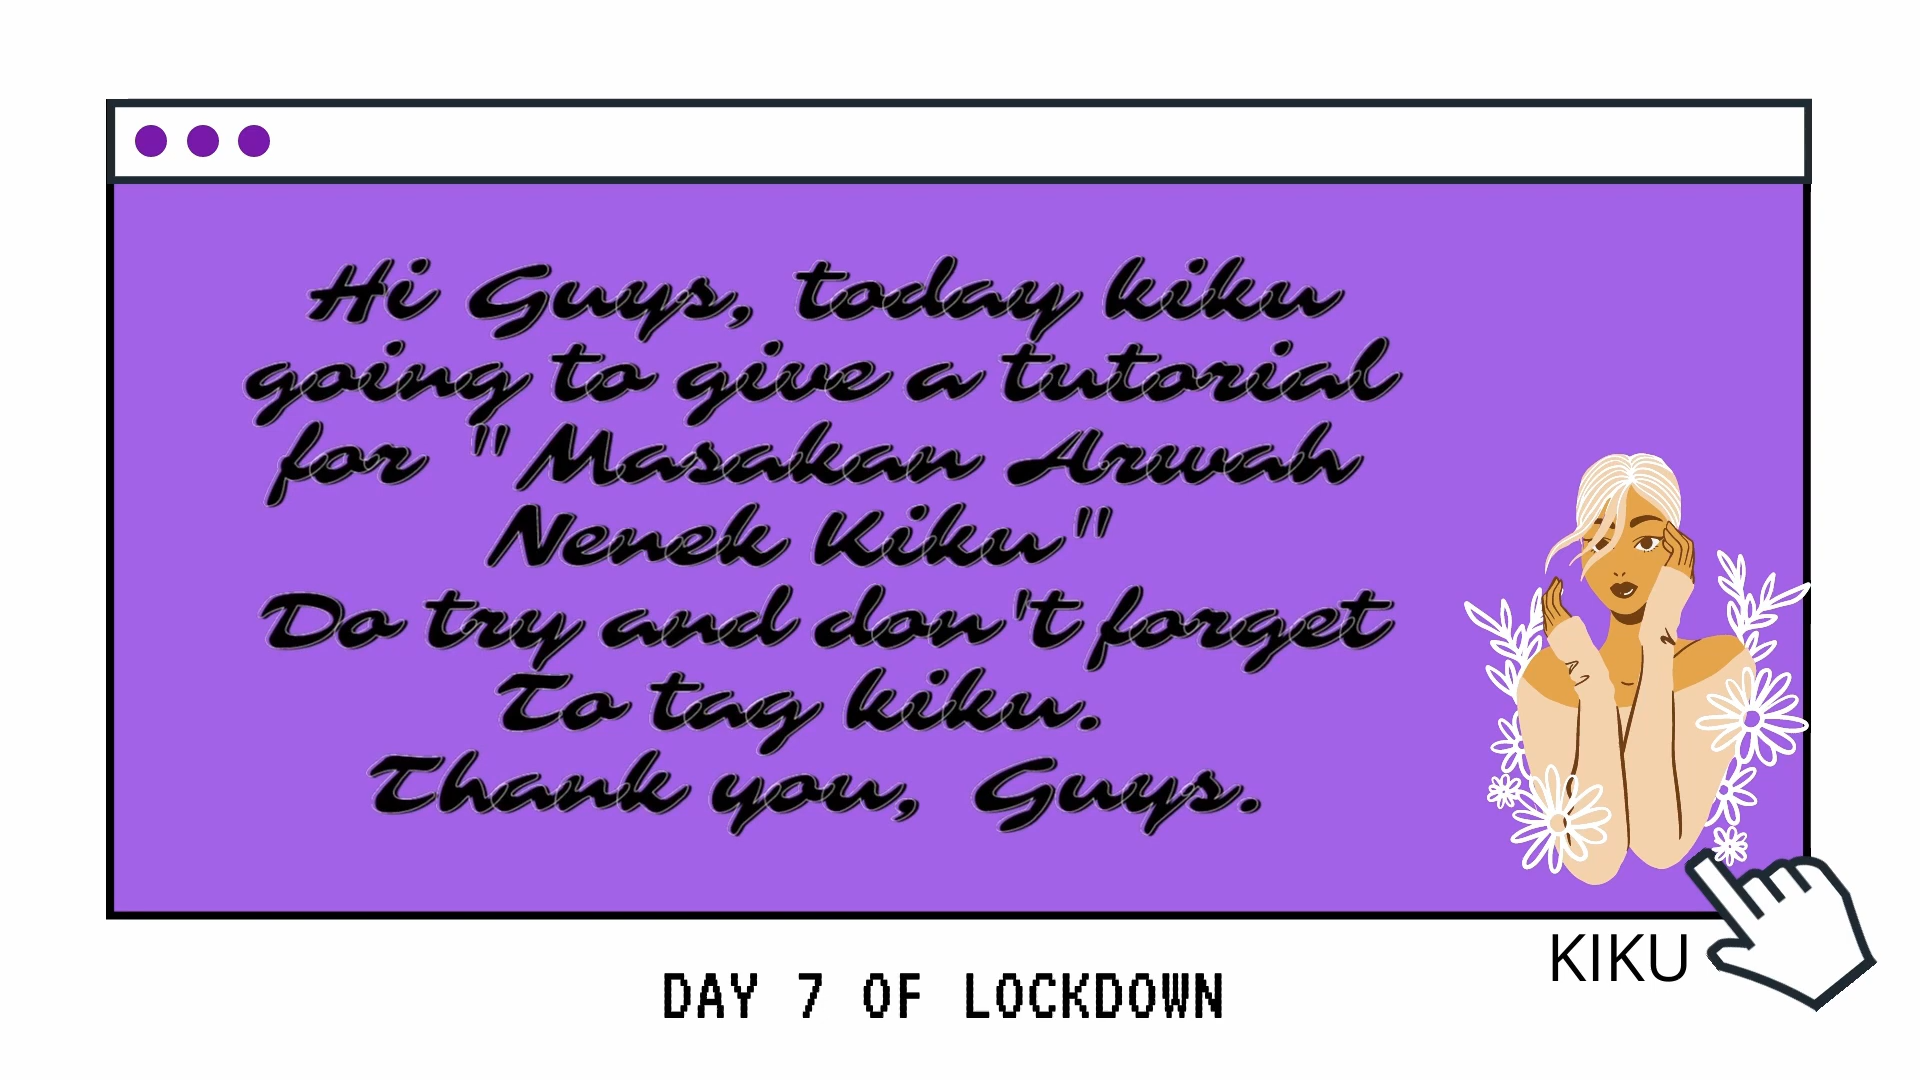 Hi Guys, today kiku
going to give a tutorial
for "Masakan Arwah
Nenek Kiku"
Do try and don't forget
To tag kiku.
Thank you, Guys.
KIKU
DAY 7 OF LOCKDOWN